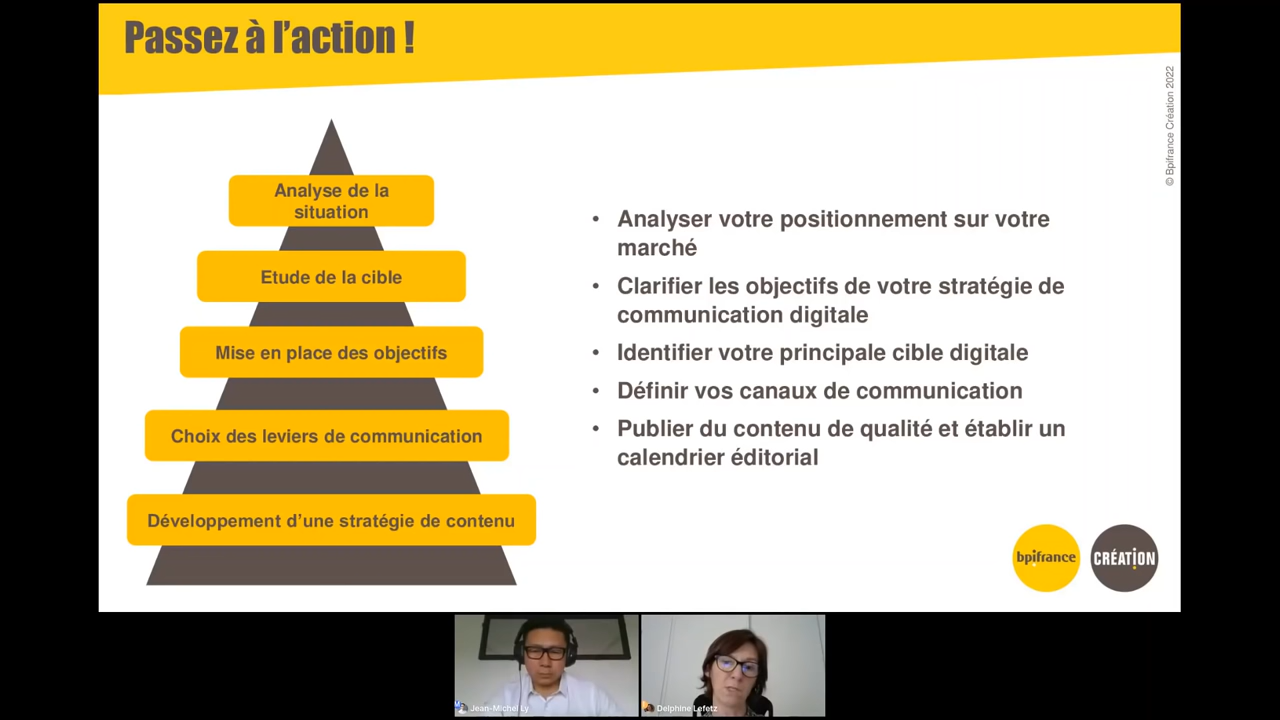 Passez à l’action !
© Bpifrance Création 2022
Analyse de la
situation
Etude de la cible
Mise en place des objectifs
Choix des leviers de communication
Développement d’une stratégie de contenu
• Analyser votre positionnement sur votre
marché
• Clarifier les objectifs de votre stratégie de
communication digitale
• Identifier votre principale cible digitale
• Définir vos canaux de communication
• Publier du contenu de qualité et établir un
calendrier éditorial
bpifrance
CRÉATION
Jean-Michel Ly
Delphine Lefetz